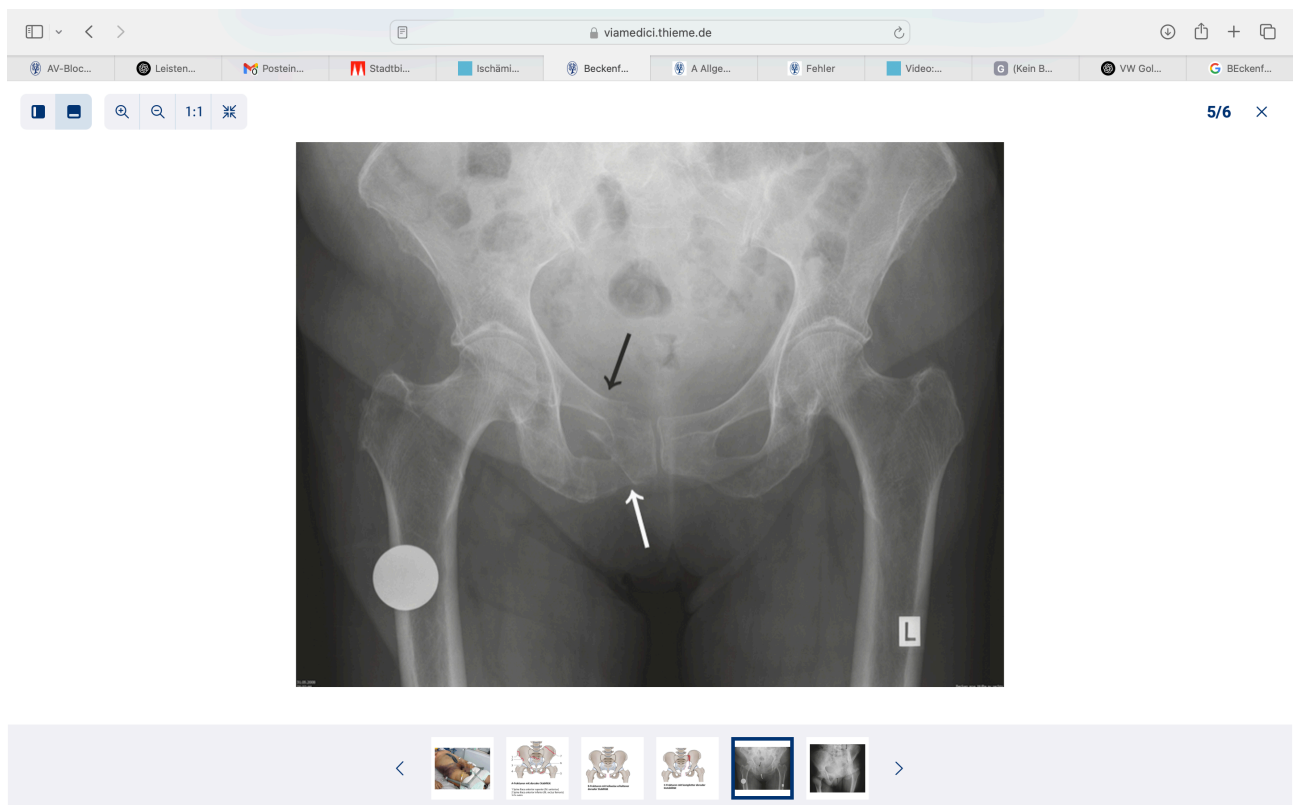 viamedici.thieme.de
AV-Bloc...
Leisten...
Postein...
Stadtbi...
Ischämi...
Beckenf...
A Allge...
Fehler
Video:...
G (Kein B...
VW Gol...
BEckenf...
1:1
5/6
L